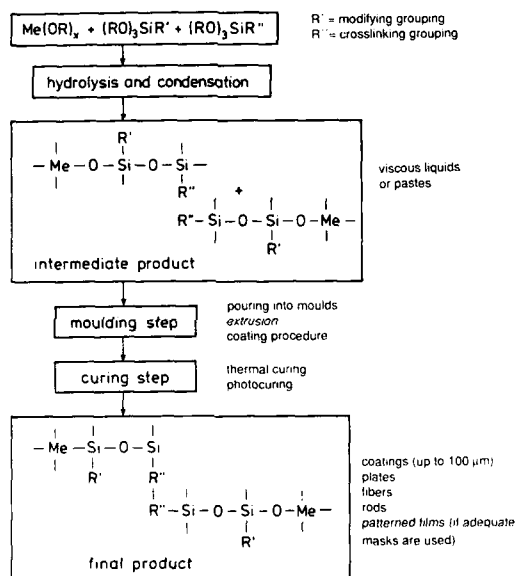 Me(OR)ₓ + (RO)₃SiR' + (RO)₃SiR''
R' = modifying grouping
R'' = crosslinking grouping
hydrolysis and condensation
R'
— Me — O — Si — O — Si —
R''
+
R'' — Si — O — Si — O — Me —
R'
intermediate product
viscous liquids
or pastes
moulding step
pouring into moulds
extrusion
coating procedure
curing step
thermal curing
photocuring
— Me — Si — O — Si
R' R''
R'' — Si — O — Si — O — Me —
R'
final product
coatings (up to 100 μm)
plates
fibers
rods
patterned films (if adequate
masks are used)